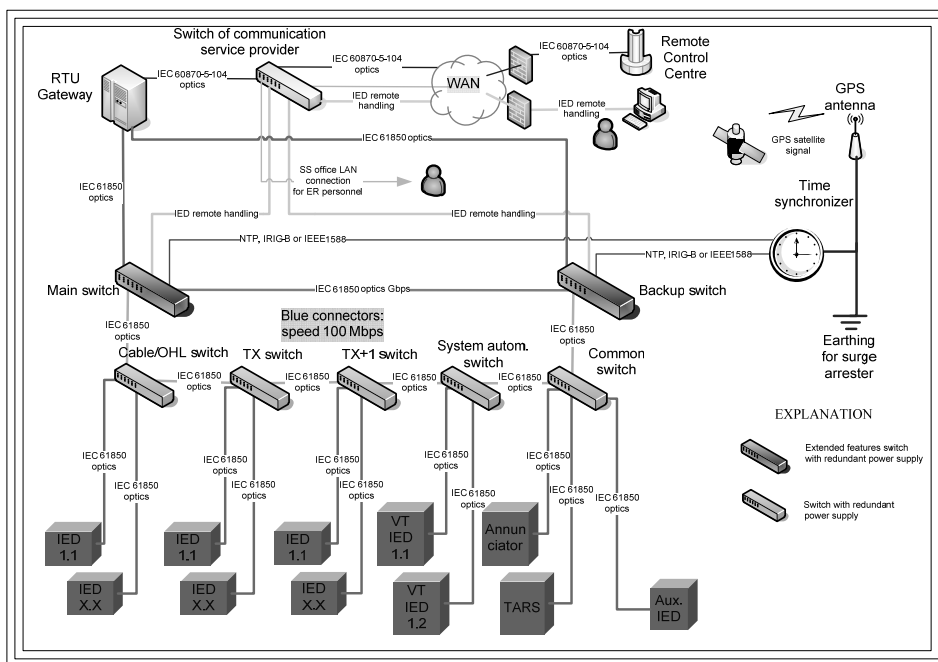 Switch of communication
service provider
IEC 60870-5-104
optics
Remote
Control
Centre
RTU
Gateway
IEC 60870-5-104
optics
IEC 60870-5-104
optics
WAN
IED remote
handling
IED remote
handling
GPS
antenna
GPS satellite
signal
IEC 61850 optics
SS office LAN
connection
for ER personnel
IEC 61850
optics
Time
synchronizer
IED remote handling
IED remote handling
NTP, IRIG-B or IEEE1588
NTP, IRIG-B or IEEE1588
Main switch
IEC 61850 optics Gbps
Backup switch
Blue connectors:
speed 100 Mbps
IEC 61850
optics
IEC 61850
optics
Earthing
for surge
arrester
Cable/OHL switch
TX switch
TX+1 switch
System autom.
switch
Common
switch
IEC 61850
optics
IEC 61850
optics
IEC 61850
optics
IEC 61850
optics
EXPLANATION
Extended features switch
with redundant power supply
Switch with redundant
power supply
IEC 61850
optics
IEC 61850
optics
IEC 61850
optics
IEC 61850
optics
IEC 61850
optics
IEC 61850
optics
IEC 61850
optics
IEC 61850
optics
IEC 61850
optics
IEC 61850
optics
IEC 61850
optics
IED
1.1
IED
1.1
IED
1.1
VT
IED
1.1
Annun
ciator
IED
X.X
IED
X.X
IED
X.X
VT
IED
1.2
TARS
Aux.
IED